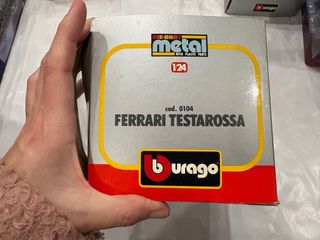 DIE-CAST
metal
WITH PLASTIC PARTS
1/24
cod. 0104
FERRARI TESTAROSSA
burago